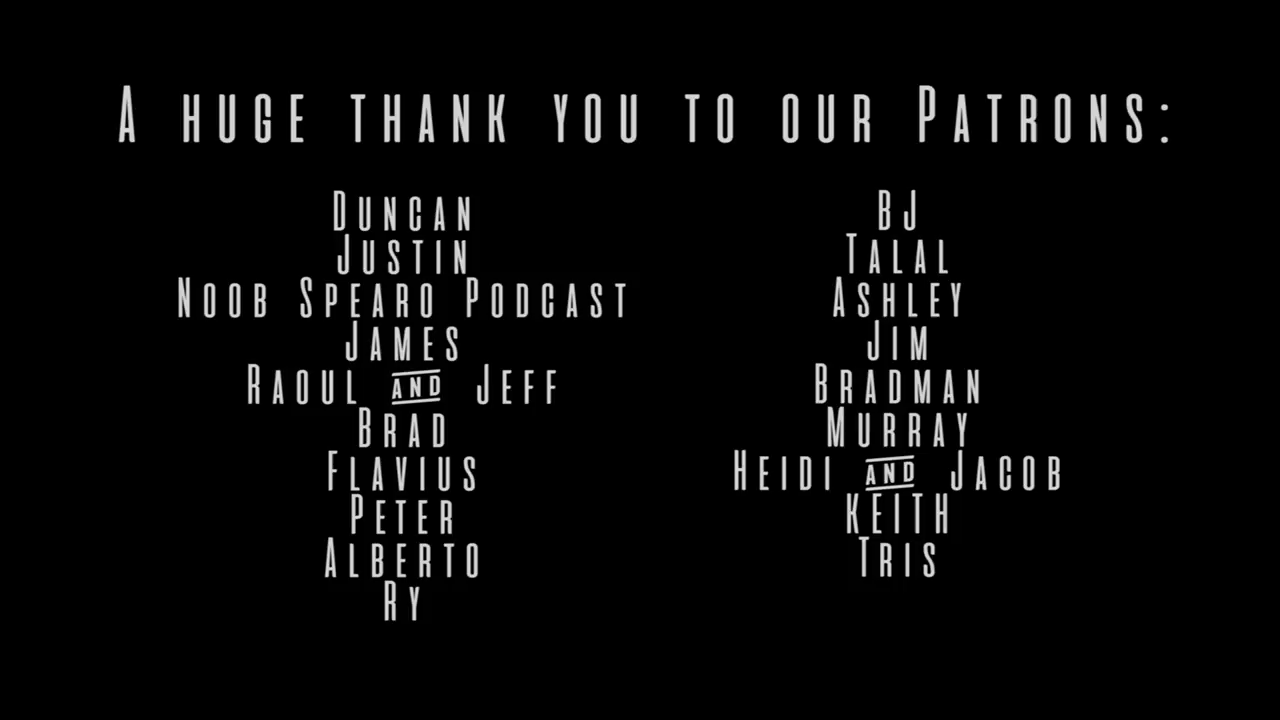 A HUGE THANK YOU TO OUR PATRONS:
DUNCAN
JUSTIN
NOOB SPEARO PODCAST
JAMES
RAOUL AND JEFF
BRAD
FLAVIUS
PETER
ALBERTO
RY
BJ
TALAL
ASHLEY
JIM
BRADMAN
MURRAY
HEIDI AND JACOB
KEITH
TRIS